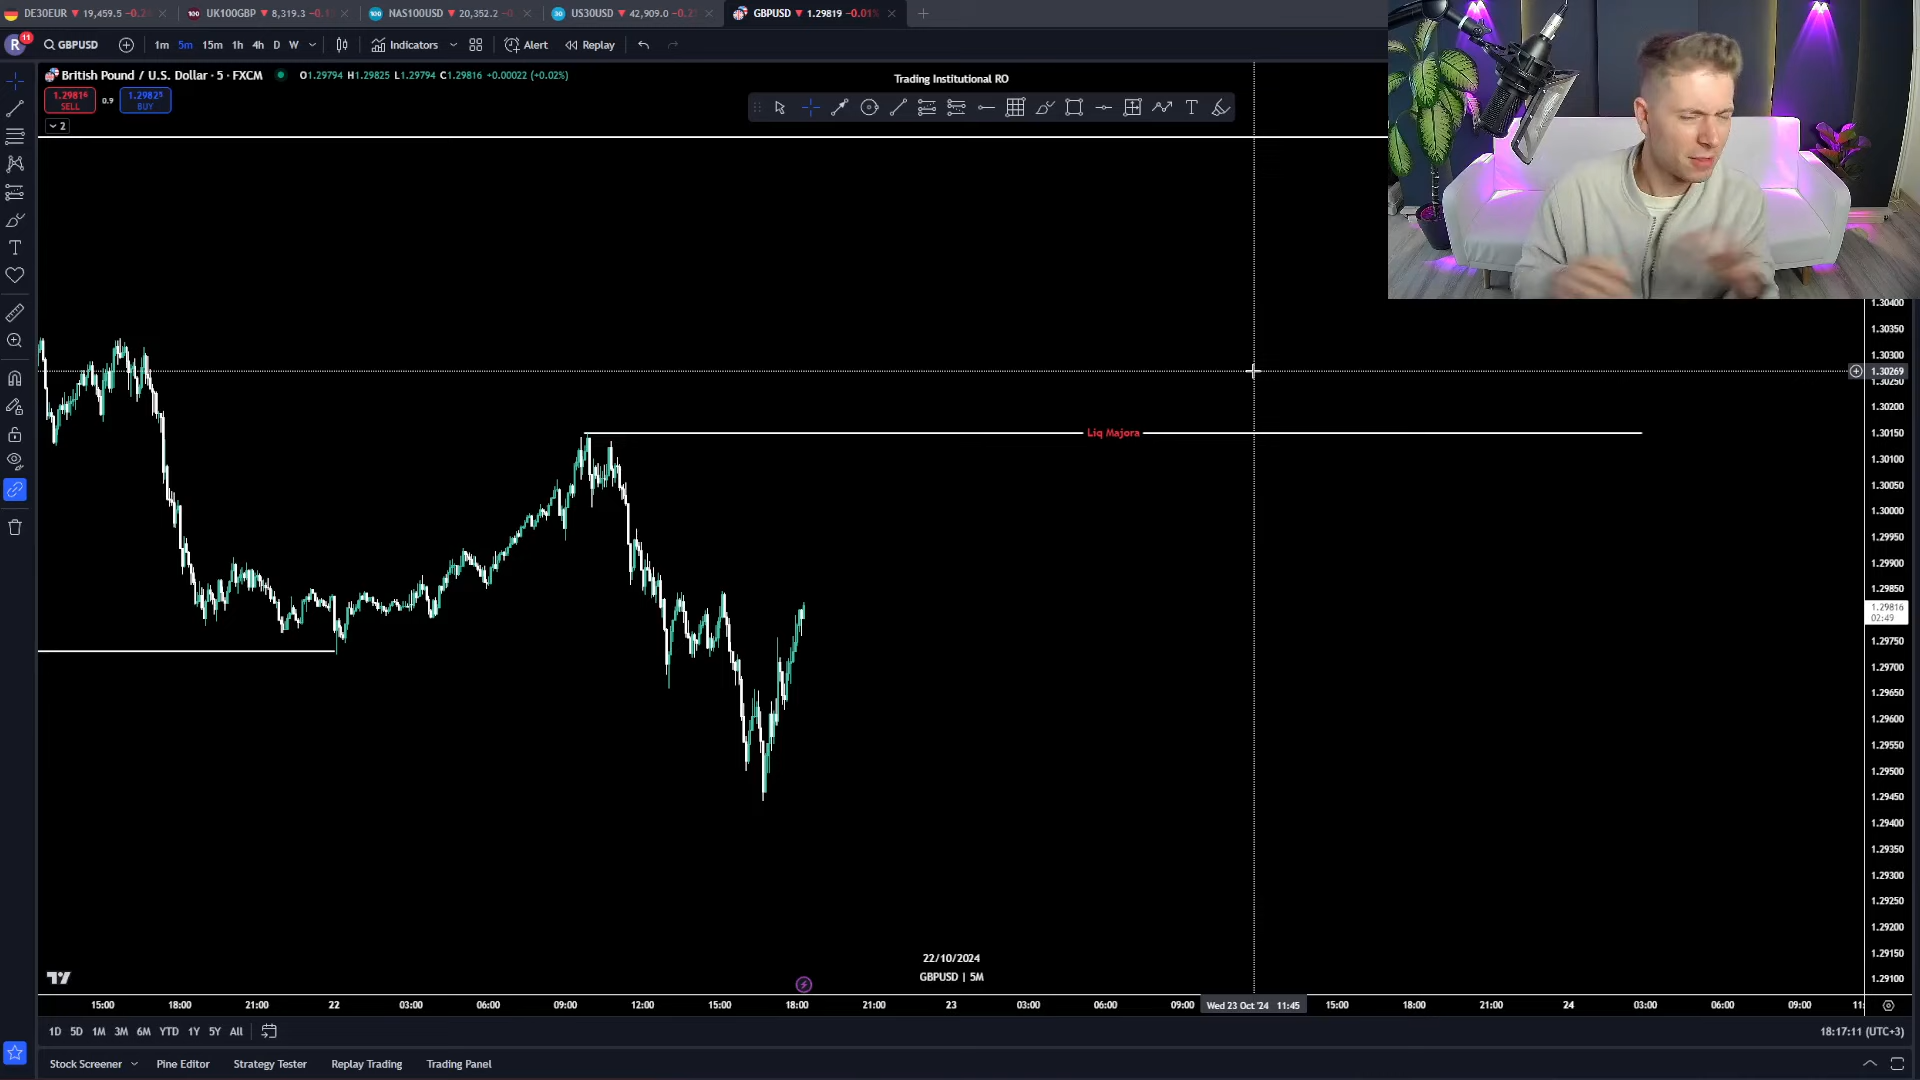 DE30EUR 19,459.5
UK100GBP 8,319.3
NAS100USD 20,352.2
US30USD 42,909.0
GBPUSD 1.29819 −0.01%
R 11 GBPUSD 1m 5m 15m 1h 4h D W Indicators Alert Replay
British Pound / U.S. Dollar · 5 · FXCM O1.29794 H1.29825 L1.29794 C1.29816 +0.00022 (+0.02%)
Trading Institutional RO
1.29816 SELL 0.9 1.29825 BUY
2
1.30400
1.30350
1.30300
1.30269
1.30250
1.30200
Liq Majora
1.30150
1.30100
1.30050
1.30000
1.29950
1.29900
1.29850
1.29816
02:49
1.29750
1.29700
1.29650
1.29600
1.29550
1.29500
1.29450
1.29400
1.29350
1.29300
1.29250
1.29200
1.29150
1.29100
22/10/2024
GBPUSD | 5M
15:00 18:00 21:00 22 03:00 06:00 09:00 12:00 15:00 18:00 21:00 23 03:00 06:00 09:00 Wed 23 Oct '24 11:45 15:00 18:00 21:00 24 03:00 06:00 09:00
1D 5D 1M 3M 6M YTD 1Y 5Y All 18:17:11 (UTC+3)
Stock Screener Pine Editor Strategy Tester Replay Trading Trading Panel